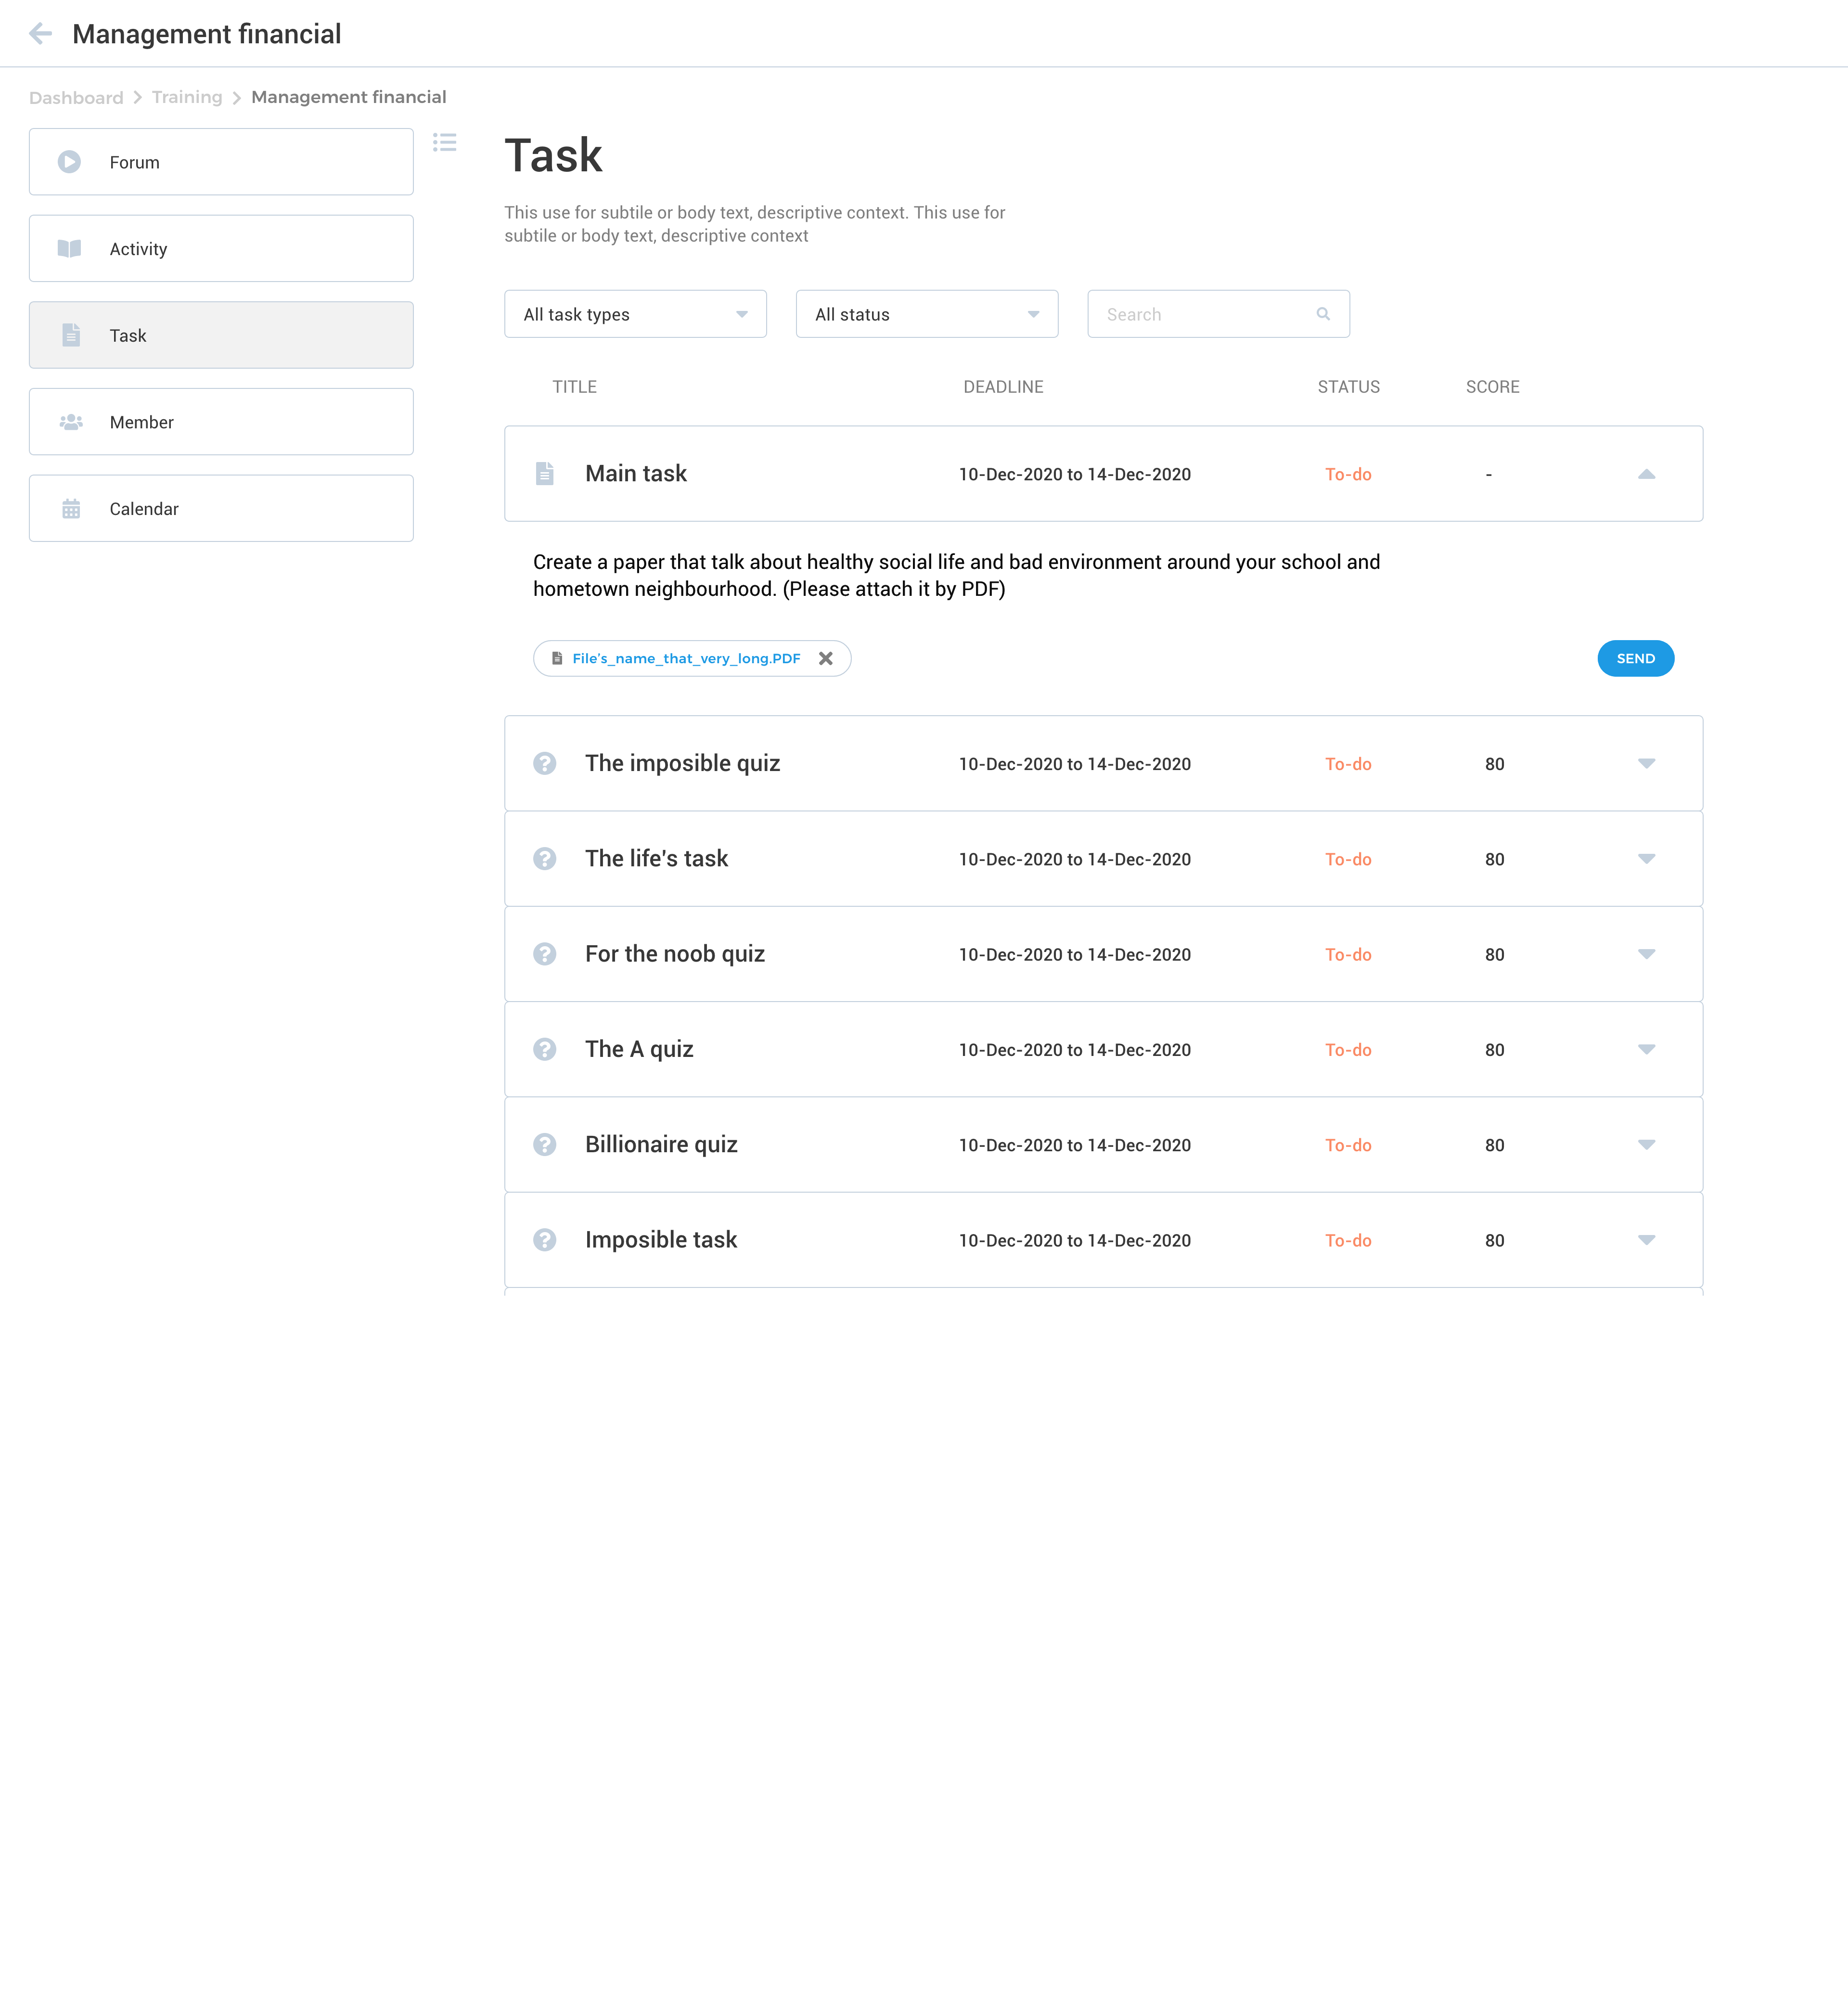 Management financial
Dashboard > Training > Management financial
Forum
Activity
Task
Member
Calendar
Task
This use for subtile or body text, descriptive context. This use for
subtile or body text, descriptive context
All task types
All status
Search
TITLE DEADLINE STATUS SCORE
Main task 10-Dec-2020 to 14-Dec-2020 To-do -
Create a paper that talk about healthy social life and bad environment around your school and
hometown neighbourhood. (Please attach it by PDF)
File's_name_that_very_long.PDF
SEND
The imposible quiz 10-Dec-2020 to 14-Dec-2020 To-do 80
The life's task 10-Dec-2020 to 14-Dec-2020 To-do 80
For the noob quiz 10-Dec-2020 to 14-Dec-2020 To-do 80
The A quiz 10-Dec-2020 to 14-Dec-2020 To-do 80
Billionaire quiz 10-Dec-2020 to 14-Dec-2020 To-do 80
Imposible task 10-Dec-2020 to 14-Dec-2020 To-do 80